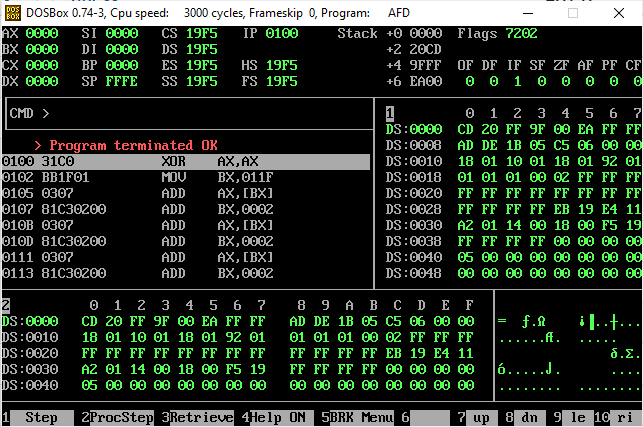 DOSBox 0.74-3, Cpu speed: 3000 cycles, Frameskip 0, Program: AFD
AX 0000 SI 0000 CS 19F5 IP 0100 Stack +0 0000 Flags 7202
BX 0000 DI 0000 DS 19F5 +2 20CD
CX 0000 BP 0000 ES 19F5 HS 19F5 +4 9FFF OF DF IF SF ZF AF PF CF
DX 0000 SP FFFE SS 19F5 FS 19F5 +6 EA00 0 0 1 0 0 0 0 0
CMD >
1 0 1 2 3 4 5 6 7
DS:0000 CD 20 FF 9F 00 EA FF FF
DS:0008 AD DE 1B 05 C5 06 00 00
DS:0010 18 01 10 01 18 01 92 01
DS:0018 01 01 01 00 02 FF FF FF
DS:0020 FF FF FF FF FF FF FF FF
DS:0028 FF FF FF FF EB 19 E4 11
DS:0030 A2 01 14 00 18 00 F5 19
DS:0038 FF FF FF FF 00 00 00 00
DS:0040 05 00 00 00 00 00 00 00
DS:0048 00 00 00 00 00 00 00 00
> Program terminated OK
0100 31C0 XOR AX,AX
0102 BB1F01 MOV BX,011F
0105 0307 ADD AX,[BX]
0107 81C30200 ADD BX,0002
010B 0307 ADD AX,[BX]
010D 81C30200 ADD BX,0002
0111 0307 ADD AX,[BX]
0113 81C30200 ADD BX,0002
2 0 1 2 3 4 5 6 7 8 9 A B C D E F
DS:0000 CD 20 FF 9F 00 EA FF FF AD DE 1B 05 C5 06 00 00 = ƒ.Ω ¡▐..┼...
DS:0010 18 01 10 01 18 01 92 01 01 01 01 00 02 FF FF FF ......Æ. ....
DS:0020 FF FF FF FF FF FF FF FF FF FF FF FF EB 19 E4 11 δ.Σ.
DS:0030 A2 01 14 00 18 00 F5 19 FF FF FF FF 00 00 00 00 ó.....⌡. ....
DS:0040 05 00 00 00 00 00 00 00 00 00 00 00 00 00 00 00 ........ ........
1 Step 2 ProcStep 3 Retrieve 4 Help ON 5 BRK Menu 6 7 up 8 dn 9 le 10 ri